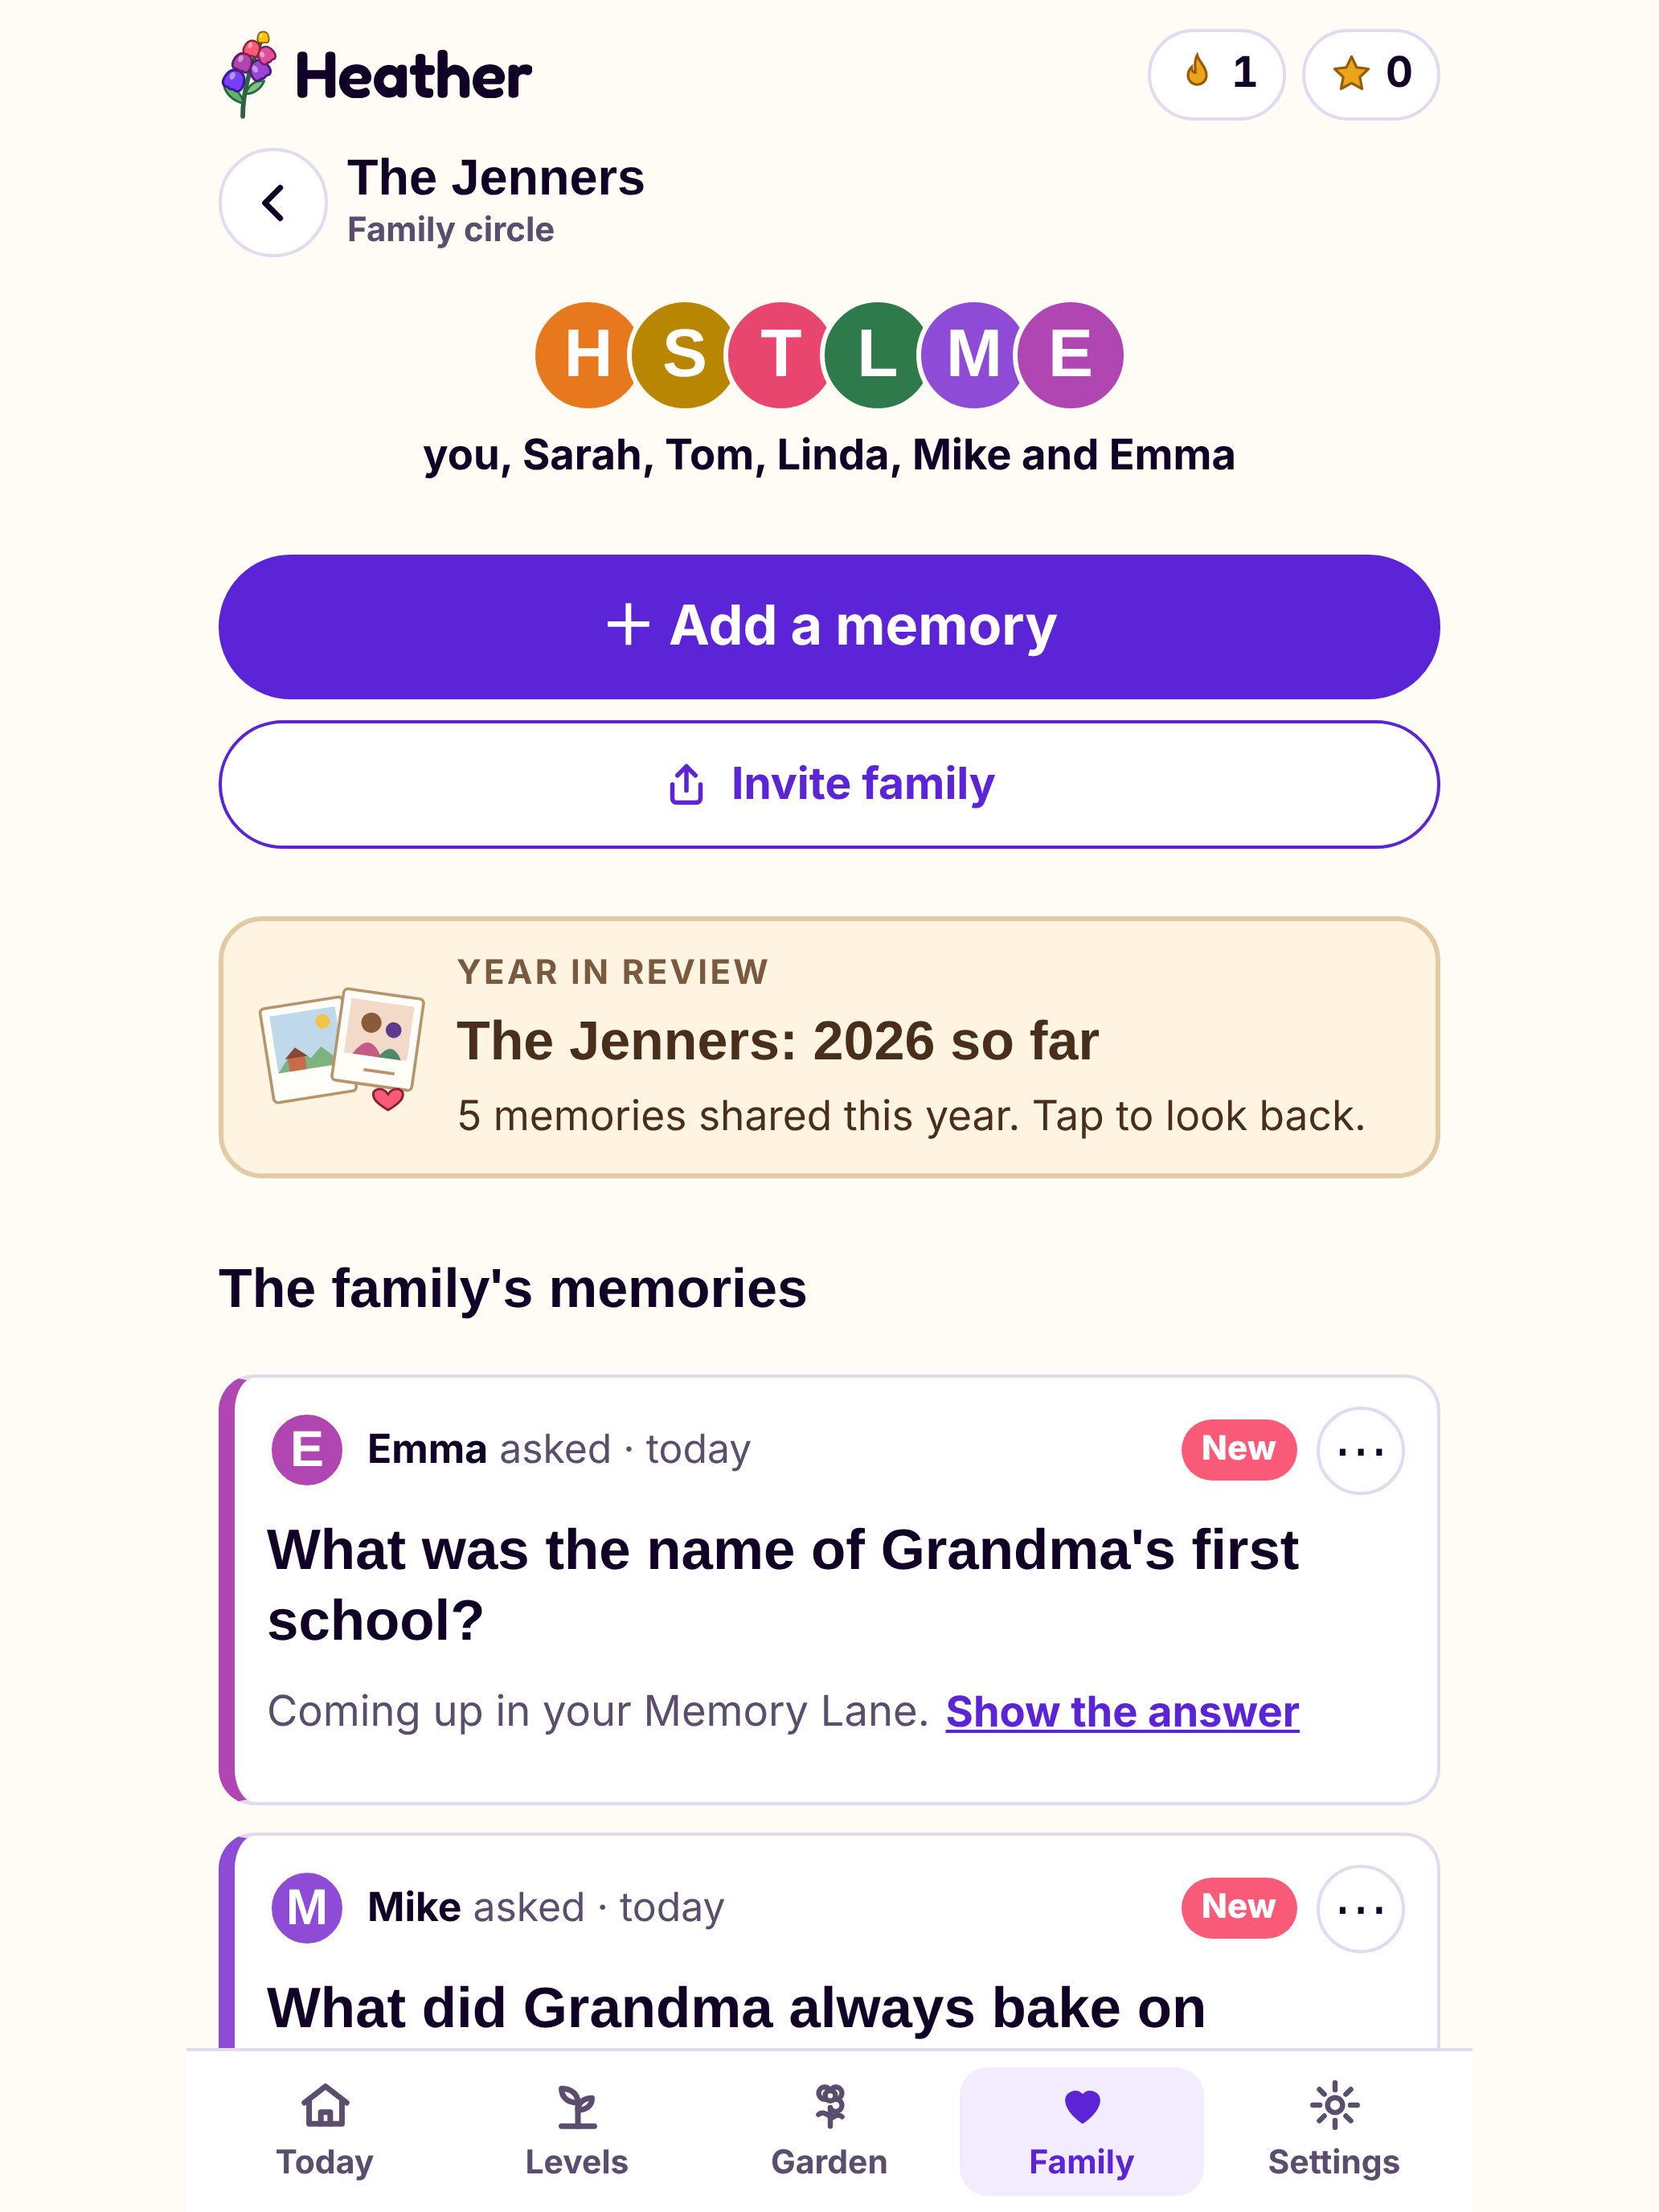 Heather
1
0
The Jenners
Family circle
H S T L M E
you, Sarah, Tom, Linda, Mike and Emma
+ Add a memory
Invite family
YEAR IN REVIEW
The Jenners: 2026 so far
5 memories shared this year. Tap to look back.
The family's memories
E Emma asked · today New ...
What was the name of Grandma's first
school?
Coming up in your Memory Lane. Show the answer
M Mike asked · today New ...
What did Grandma always bake on
Today Levels Garden Family Settings